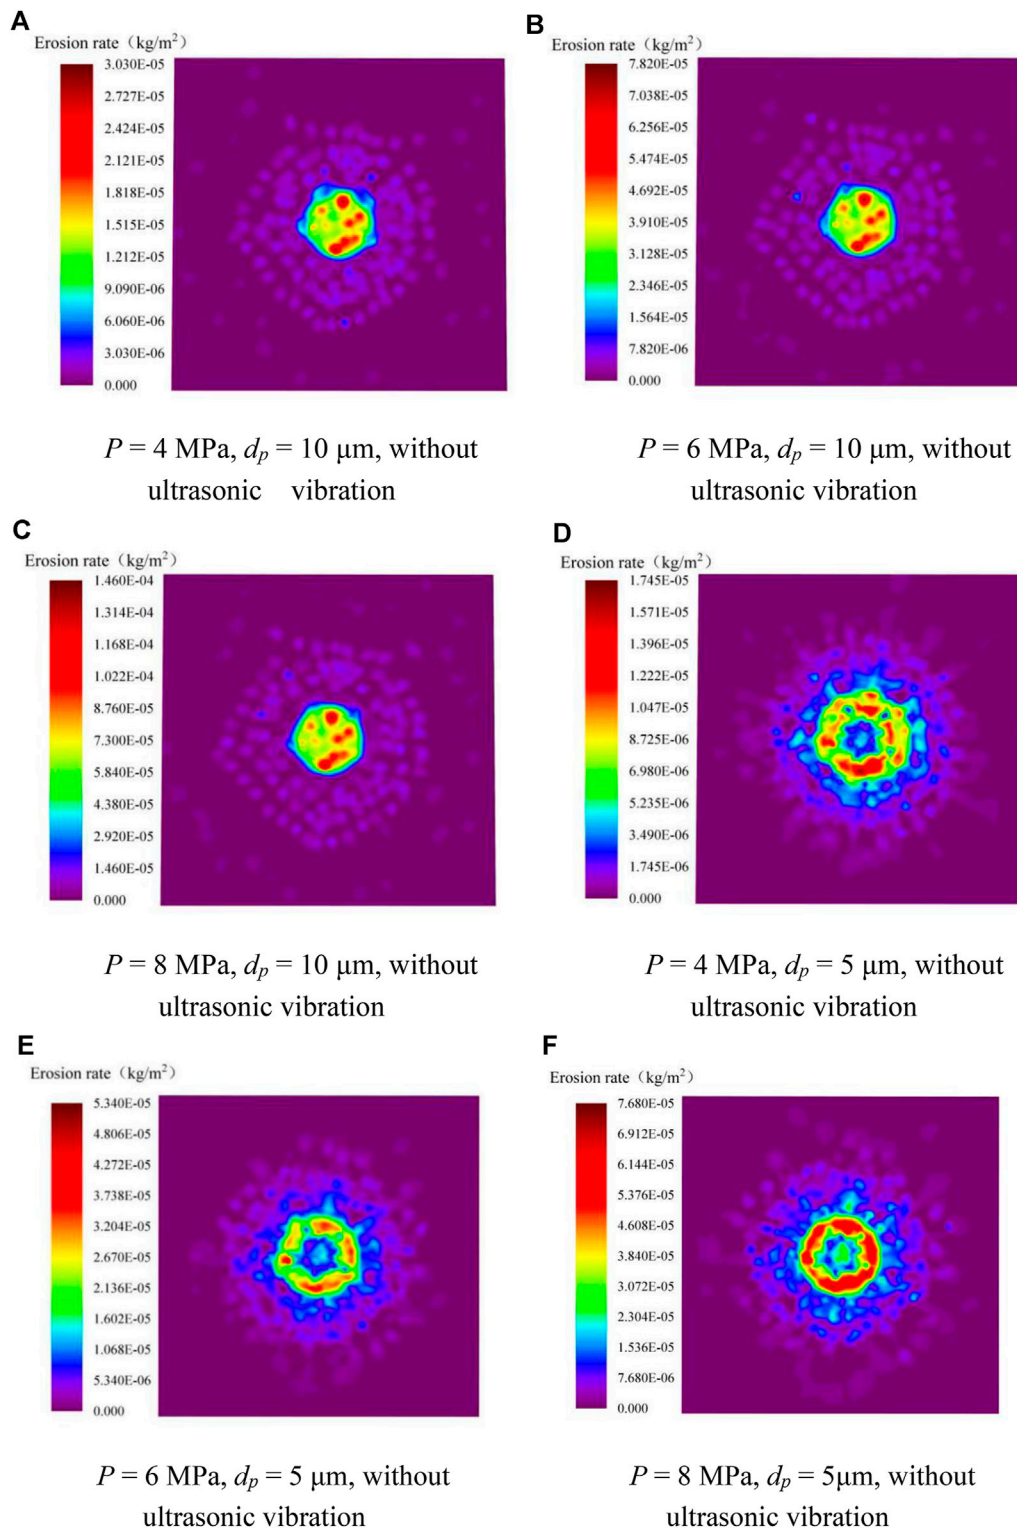 A
Erosion rate（kg/m²）
3.030E-05
2.727E-05
2.424E-05
2.121E-05
1.818E-05
1.515E-05
1.212E-05
9.090E-06
6.060E-06
3.030E-06
0.000
P = 4 MPa, dp = 10 μm, without
ultrasonic vibration
B
Erosion rate（kg/m²）
7.820E-05
7.038E-05
6.256E-05
5.474E-05
4.692E-05
3.910E-05
3.128E-05
2.346E-05
1.564E-05
7.820E-06
0.000
P = 6 MPa, dp = 10 μm, without
ultrasonic vibration
C
Erosion rate（kg/m²）
1.460E-04
1.314E-04
1.168E-04
1.022E-04
8.760E-05
7.300E-05
5.840E-05
4.380E-05
2.920E-05
1.460E-05
0.000
P = 8 MPa, dp = 10 μm, without
ultrasonic vibration
D
Erosion rate（kg/m²）
1.745E-05
1.571E-05
1.396E-05
1.222E-05
1.047E-05
8.725E-06
6.980E-06
5.235E-06
3.490E-06
1.745E-06
0.000
P = 4 MPa, dp = 5 μm, without
ultrasonic vibration
E
Erosion rate（kg/m²）
5.340E-05
4.806E-05
4.272E-05
3.738E-05
3.204E-05
2.670E-05
2.136E-05
1.602E-05
1.068E-05
5.340E-06
0.000
P = 6 MPa, dp = 5 μm, without
ultrasonic vibration
F
Erosion rate（kg/m²）
7.680E-05
6.912E-05
6.144E-05
5.376E-05
4.608E-05
3.840E-05
3.072E-05
2.304E-05
1.536E-05
7.680E-06
0.000
P = 8 MPa, dp = 5μm, without
ultrasonic vibration